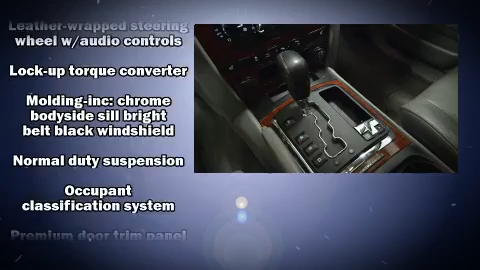 Leather-wrapped steering
wheel w/audio controls
Lock-up torque converter
Molding-inc: chrome
bodyside sill bright
belt black windshield
Normal duty suspension
Occupant
classification system
Premium door trim panel